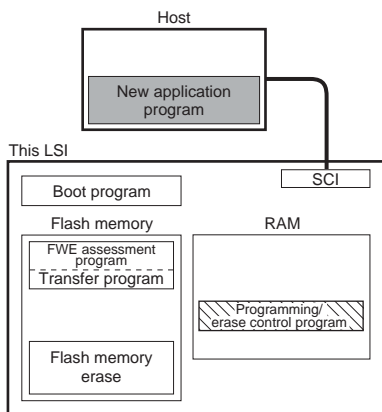 Host
New application
program
This LSI
SCI
Boot program
Flash memory
RAM
FWE assessment
program
Transfer program
Programming/
erase control program
Flash memory
erase